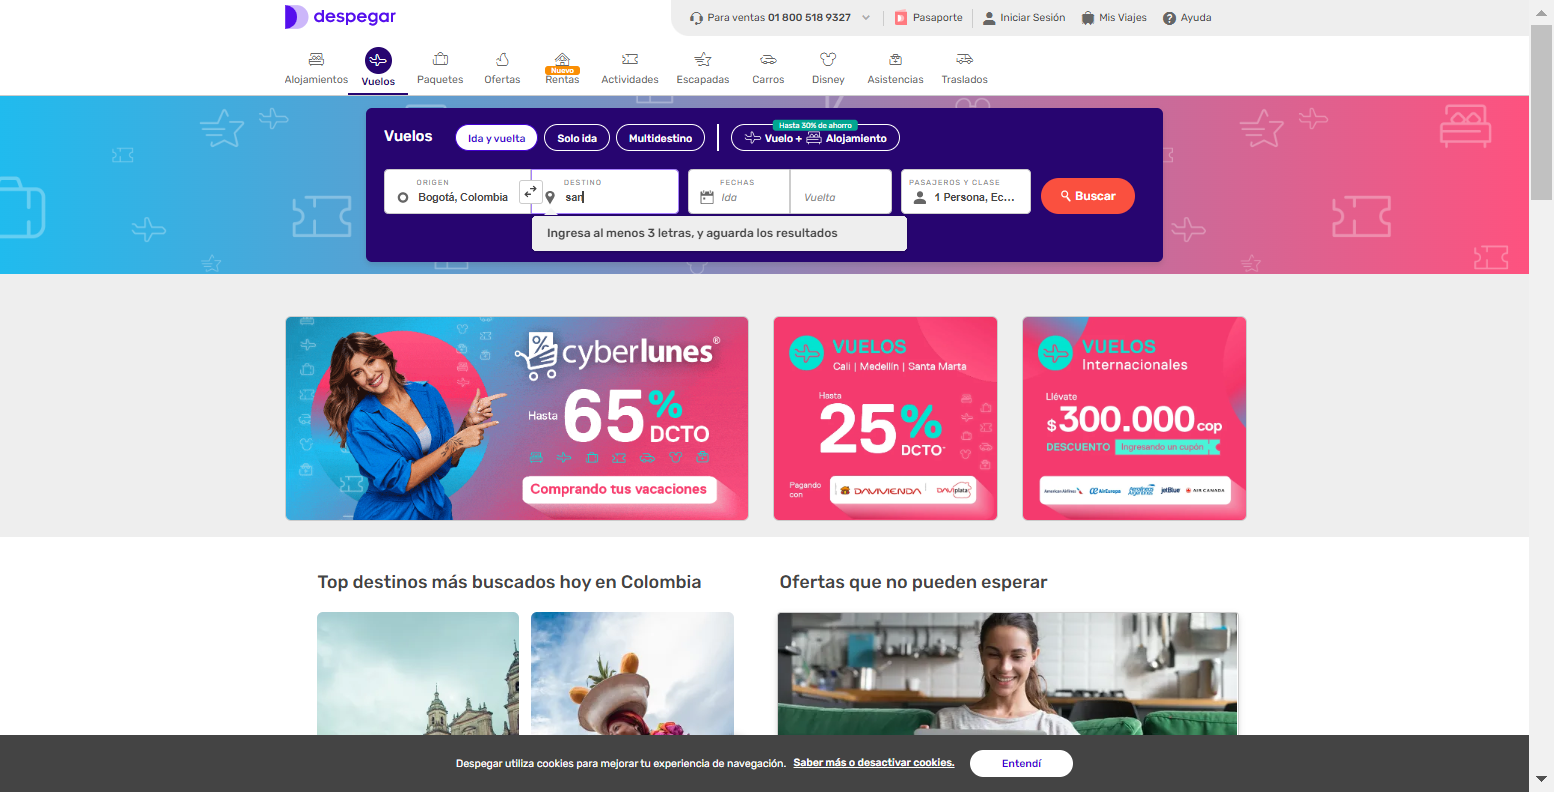 despegar
Para ventas 01 800 518 9327
Pasaporte
Iniciar Sesión
Mis Viajes
Ayuda
Alojamientos
Vuelos
Paquetes
Ofertas
Nuevo
Rentas
Actividades
Escapadas
Carros
Disney
Asistencias
Traslados
Vuelos
Ida y vuelta
Solo ida
Multidestino
Hasta 30% de ahorro
Vuelo + Alojamiento
ORIGEN
Bogotá, Colombia
DESTINO
san
FECHAS
Ida
Vuelta
PASAJEROS Y CLASE
1 Persona, Ec...
Buscar
Ingresa al menos 3 letras, y aguarda los resultados
cyberlunes®
Hasta 65% DCTO
Comprando tus vacaciones
VUELOS
Cali | Medellín | Santa Marta
Hasta
25% DCTO*
Pagando con
DAVIVIENDA
DAVIplata
VUELOS
Internacionales
Llévate
$300.000 COP
DESCUENTO Ingresando un cupón
American Airlines
AirEuropa
Aerolíneas Argentinas
jetBlue
AIR CANADA
Top destinos más buscados hoy en Colombia
Ofertas que no pueden esperar
Despegar utiliza cookies para mejorar tu experiencia de navegación. Saber más o desactivar cookies.
Entendí